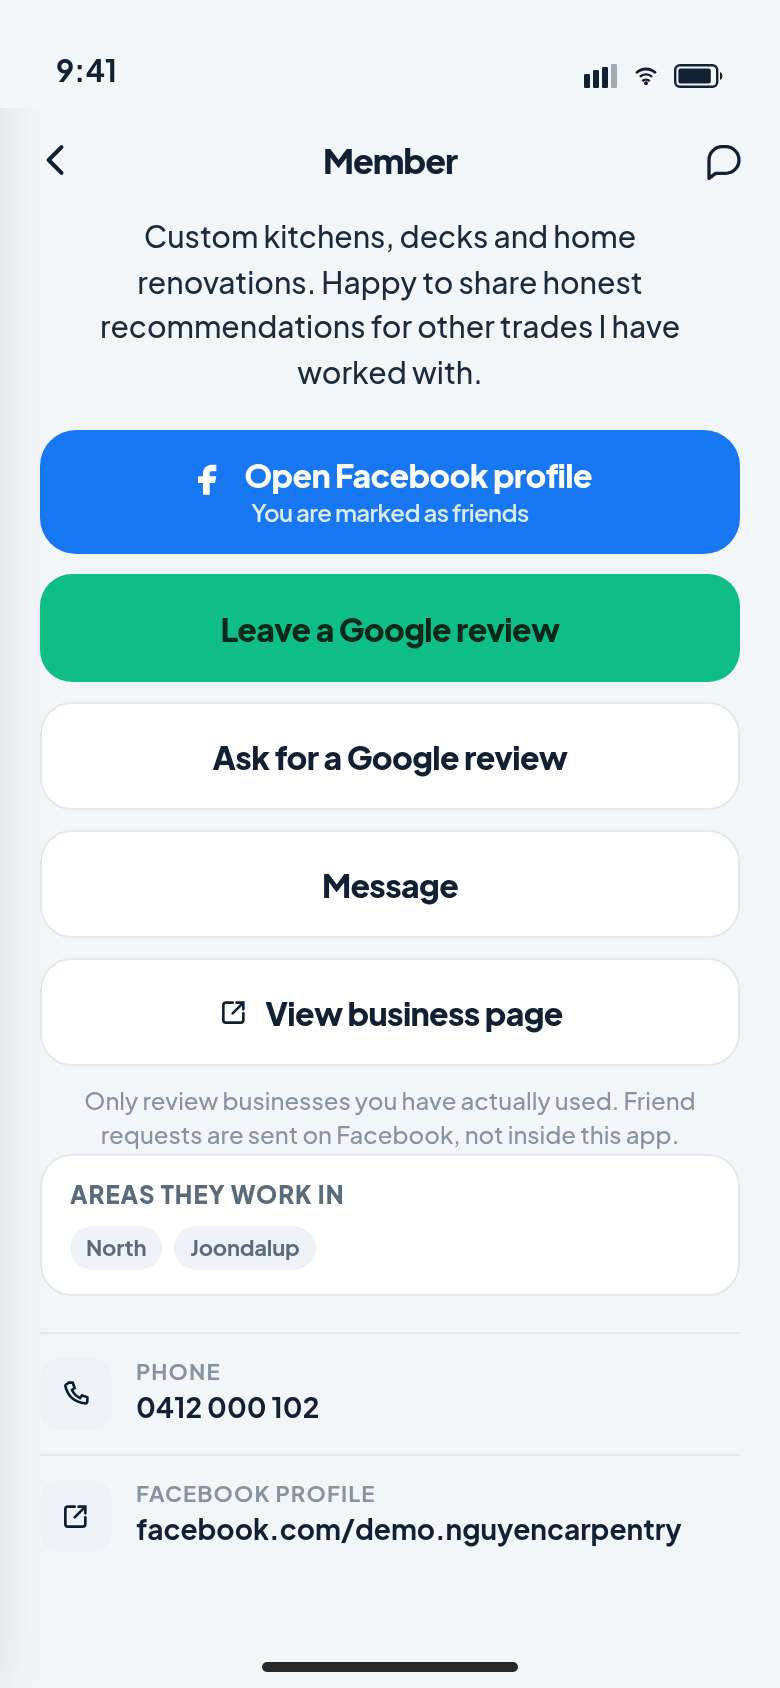 9:41
Member
Custom kitchens, decks and home
renovations. Happy to share honest
recommendations for other trades I have
worked with.
Open Facebook profile
You are marked as friends
Leave a Google review
Ask for a Google review
Message
View business page
Only review businesses you have actually used. Friend
requests are sent on Facebook, not inside this app.
AREAS THEY WORK IN
North Joondalup
PHONE
0412 000 102
FACEBOOK PROFILE
facebook.com/demo.nguyencarpentry